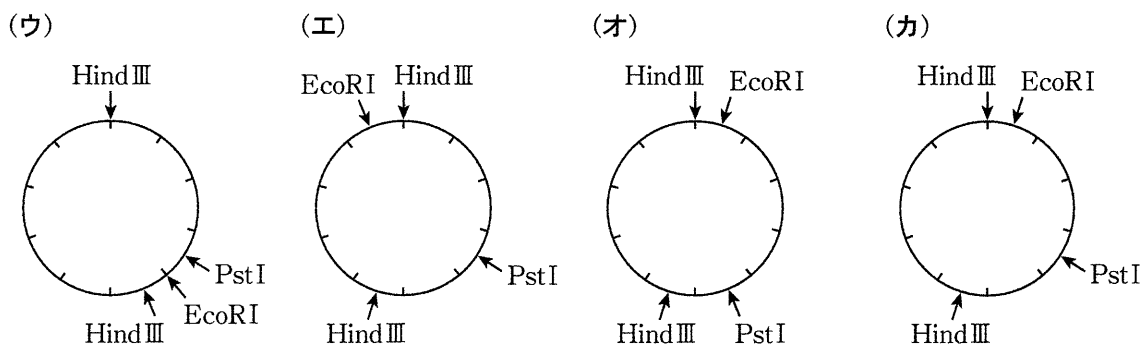 (ウ)
HindⅢ
PstⅠ
EcoRⅠ
HindⅢ
(エ)
EcoRⅠ
HindⅢ
PstⅠ
HindⅢ
(オ)
HindⅢ
EcoRⅠ
HindⅢ
PstⅠ
(カ)
HindⅢ
EcoRⅠ
PstⅠ
HindⅢ